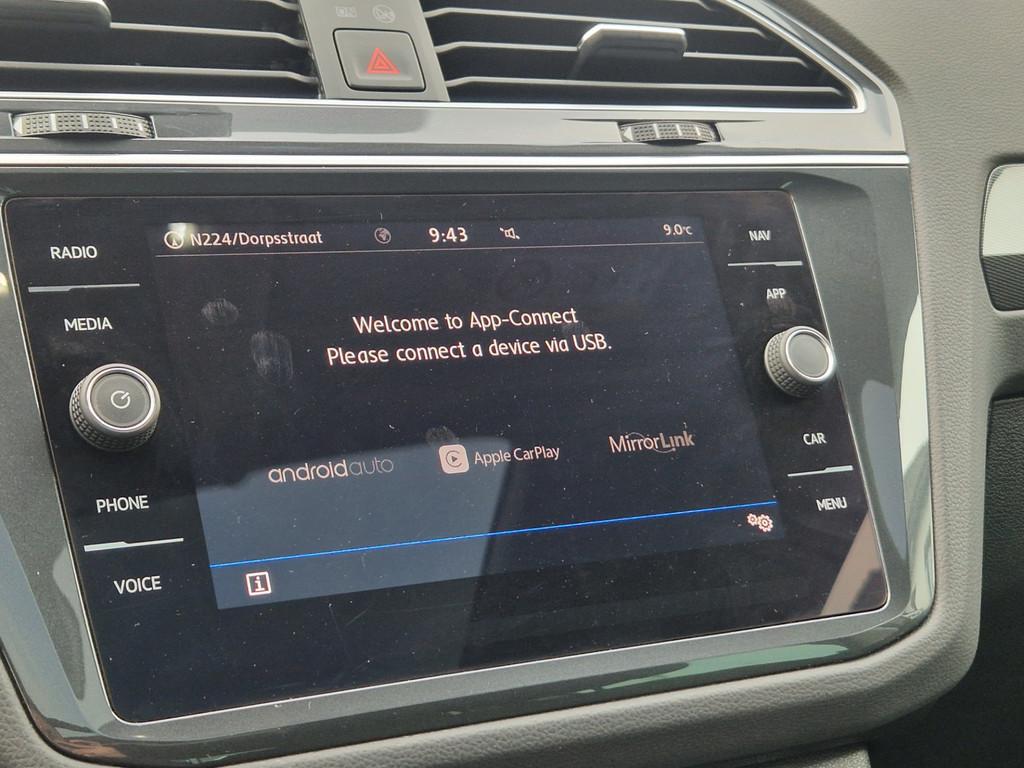 N224/Dorpsstraat
9:43
9.0°C
RADIO
MEDIA
PHONE
VOICE
Welcome to App-Connect
Please connect a device via USB.
androidauto
Apple CarPlay
MirrorLink
i
NAV
APP
CAR
MENU